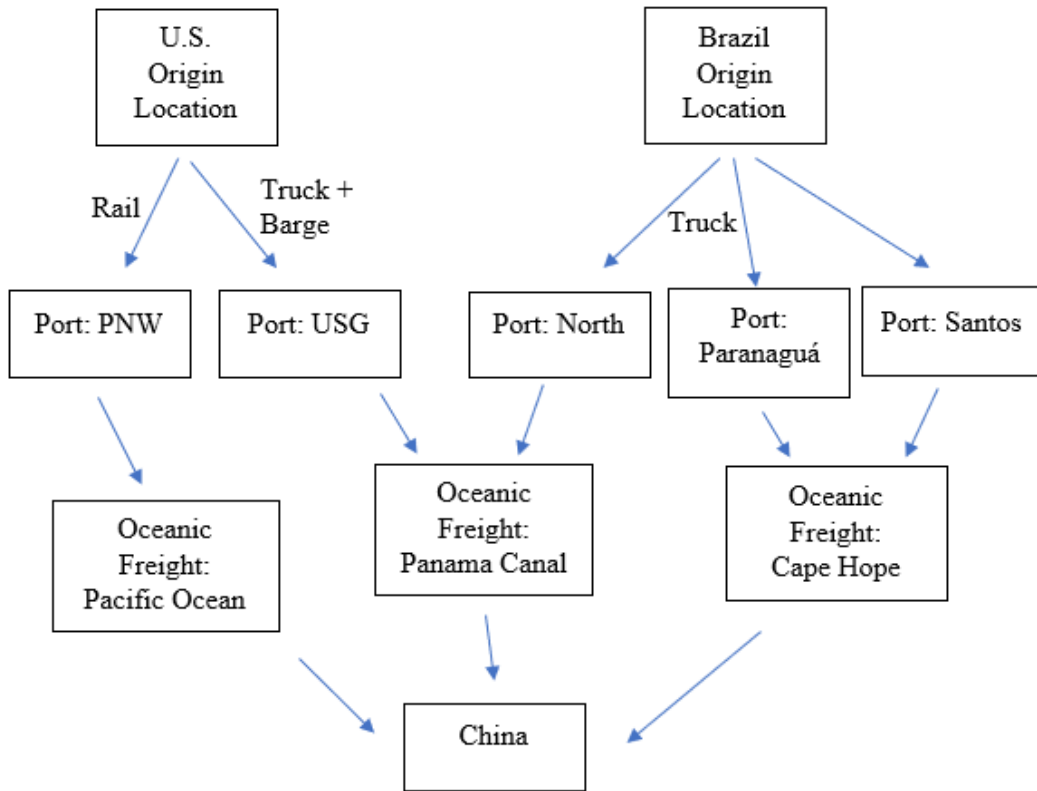 U.S.
Origin
Location
Brazil
Origin
Location
Rail
Truck +
Barge
Truck
Port: PNW
Port: USG
Port: North
Port:
Paranaguá
Port: Santos
Oceanic
Freight:
Pacific Ocean
Oceanic
Freight:
Panama Canal
Oceanic
Freight:
Cape Hope
China